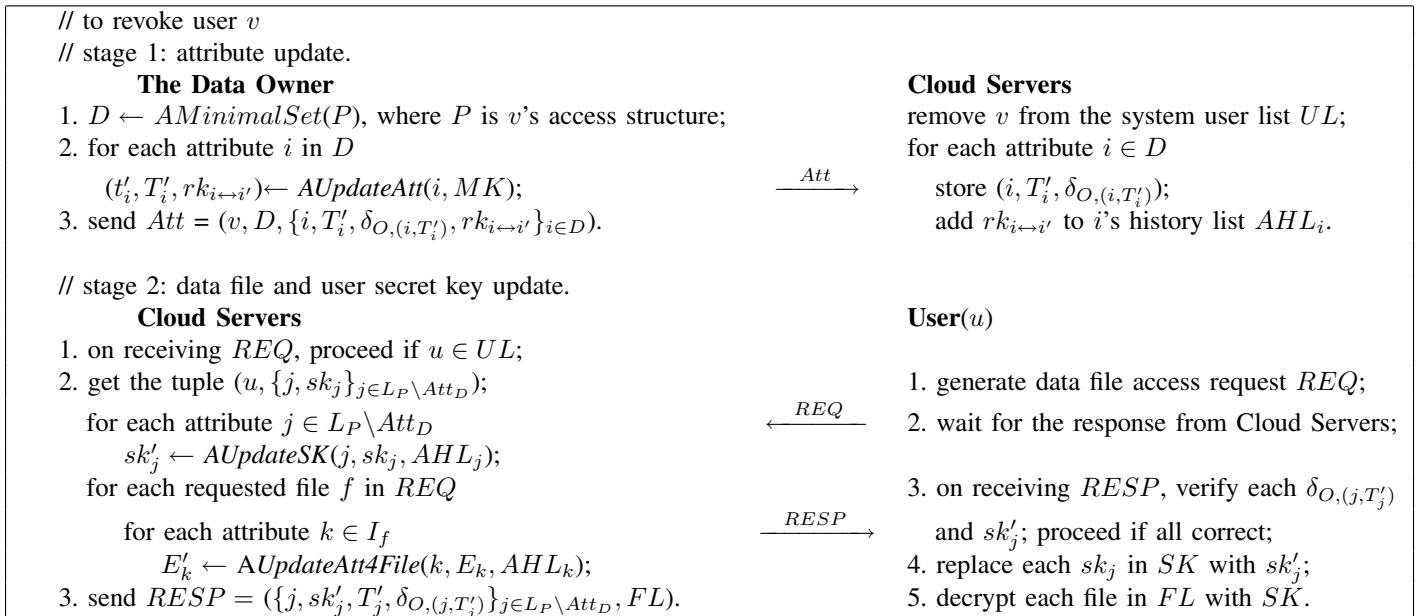 // to revoke user v
// stage 1: attribute update.
The Data Owner Cloud Servers
1. D ← AMinimalSet(P), where P is v's access structure; remove v from the system user list UL;
2. for each attribute i in D for each attribute i ∈ D
(t′_i, T′_i, rk_{i↔i′})← AUpdateAtt(i, MK); Att → store (i, T′_i, δ_{O,(i,T′_i)});
3. send Att = (v, D, {i, T′_i, δ_{O,(i,T′_i)}, rk_{i↔i′}}_{i∈D}). add rk_{i↔i′} to i's history list AHL_i.
// stage 2: data file and user secret key update.
Cloud Servers User(u)
1. on receiving REQ, proceed if u ∈ UL;
2. get the tuple (u, {j, sk_j}_{j∈L_P\Att_D}); 1. generate data file access request REQ;
for each attribute j ∈ L_P\Att_D ← REQ 2. wait for the response from Cloud Servers;
sk′_j ← AUpdateSK(j, sk_j, AHL_j);
for each requested file f in REQ 3. on receiving RESP, verify each δ_{O,(j,T′_j)}
for each attribute k ∈ I_f RESP → and sk′_j; proceed if all correct;
E′_k ← AUpdateAtt4File(k, E_k, AHL_k); 4. replace each sk_j in SK with sk′_j;
3. send RESP = ({j, sk′_j, T′_j, δ_{O,(j,T′_j)}}_{j∈L_P\Att_D}, FL). 5. decrypt each file in FL with SK.